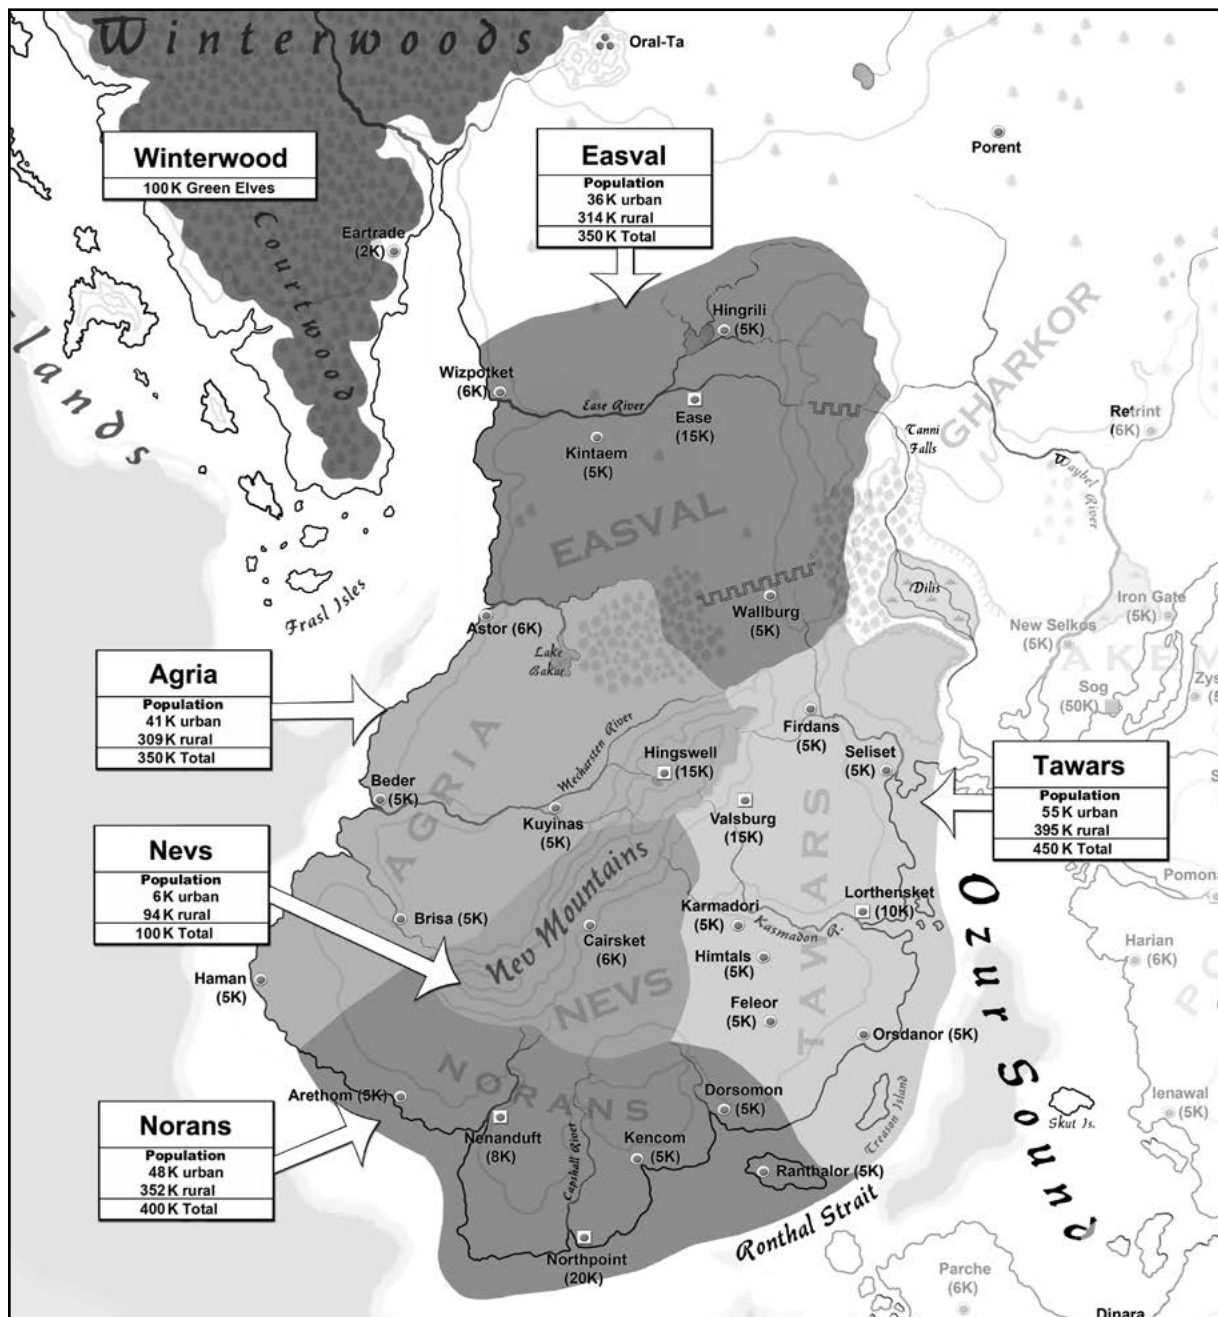 Winterwoods
Oral-Ta
Porent
Winterwood
100K Green Elves
Easval
Population
36K urban
314K rural
350K Total
Courtwood
Eartrade
(2K)
Hingrili
(5K)
GHARKOR
lands
Wizpotket
(6K)
Ease River
Ease
(15K)
Kintaem
(5K)
Tanni
Falls
Retrint
(6K)
Waybel River
EASVAL
Frasl Isles
Wallburg
(5K)
Dilis
Iron Gate
(5K)
New Selkos
(5K)
AKEM
Astor (6K)
Lake
Bakar
Sog
(50K)
Zys
(5
Agria
Population
41K urban
309K rural
350K Total
AGRIA
Mecharsten River
Hingswell
(15K)
Firdans
(5K)
Seliset
(5K)
Tawars
Population
55K urban
395K rural
450K Total
Beder
(5K)
Kuyinas
(5K)
Valsburg
(15K)
TAWARS
Nevs
Population
6K urban
94K rural
100K Total
Nev Mountains
Brisa (5K)
Cairsket
(6K)
Karmadori
(5K)
Kasmadon R.
Lorthensket
(10K)
Pomona
Ozur Sound
Harian
(6K)
PO
Haman
(5K)
NEVS
Himtals
(5K)
Feleor
(5K)
Orsdanor (5K)
NORANS
Arethom (5K)
Dorsomon
(5K)
Treason Island
Skut Is.
Ienawal
(5K)
Norans
Population
48K urban
352K rural
400K Total
Nenanduft
(8K)
Capshall River
Kencom
(5K)
Ranthalor (5K)
Ronthal Strait
Northpoint
(20K)
Parche
(6K)
Dinara